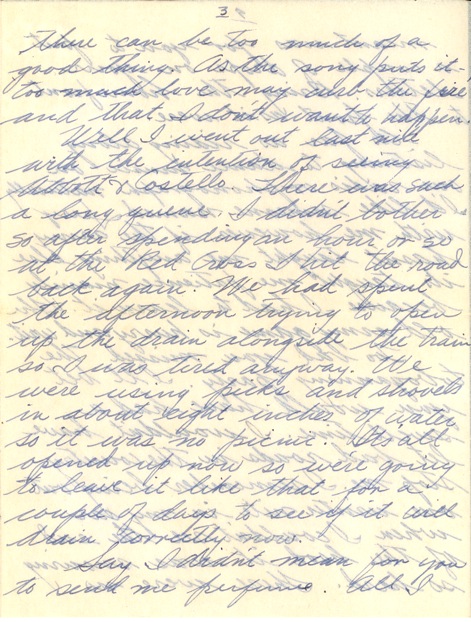 3
There can be too much of a
good thing. As the song puts it-
too much love may the fire
and that I don't want to happen.
Well I went out last nite
with the intention of seeing
Abbott & Costello. There was such
a long queue I didn't bother
so after spending an hour or so
at the Red Cross I hit the road
back again. We had spent
the afternoon trying to open
up the drain alongside the train
so I was tired anyway. We
were using picks and shovels
in about eight inches of water
so it was no picnic. Its all
opened up now so we're going
to leave it like that for a
couple of days to see if it will
drain correctly now.
Say I didn't mean for you
to send me perfume. All I